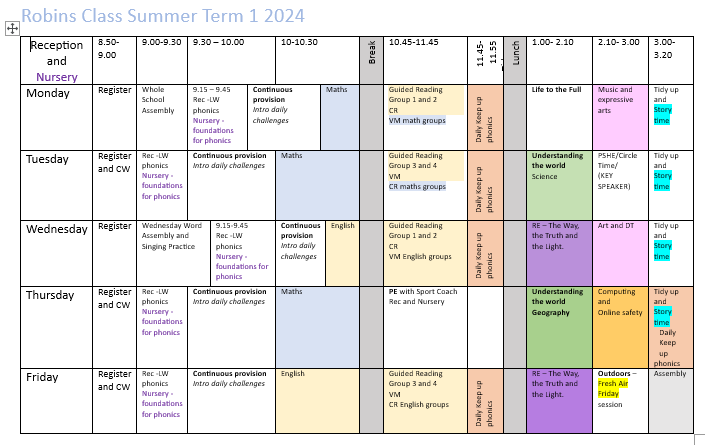 Robins Class Summer Term 1 2024
Reception and Nursery
8.50-9.00
9.00-9.30
9.30 – 10.00
10-10.30
Break
10.45-11.45
11.45-11.55
Lunch
1.00- 2.10
2.10- 3.00
3.00-3.20
Monday
Register
Whole
School
Assembly
9.15 – 9.45
Rec -LW
phonics
Nursery -
foundations
for phonics
Continuous
provision
Intro daily
challenges
Maths
Guided Reading
Group 1 and 2
CR
VM math groups
Daily Keep up
phonics
Life to the Full
Music and
expressive
arts
Tidy up
and
Story
time
Tuesday
Register
and CW
Rec -LW
phonics
Nursery -
foundations
for phonics
Continuous provision
Intro daily challenges
Maths
Guided Reading
Group 3 and 4
VM
CR maths groups
Daily Keep up
phonics
Understanding
the world
Science
PSHE/Circle
Time/
(KEY
SPEAKER)
Tidy up
and
Story
time
Wednesday
Register
Wednesday Word
Assembly and
Singing Practice
9.15-9.45
Rec -LW
phonics
Nursery -
foundations for
phonics
Continuous
provision
Intro daily
challenges
English
Guided Reading
Group 1 and 2
CR
VM English groups
Daily Keep up
phonics
RE – The Way,
the Truth and
the Light.
Art and DT
Tidy up
and
Story
time
Thursday
Register
and CW
Rec -LW
phonics
Nursery -
foundations
for phonics
Continuous provision
Intro daily challenges
Maths
PE with Sport Coach
Rec and Nursery
Understanding
the world
Geography
Computing
and
Online safety
Tidy up
and
Story
time
Daily
Keep
up
phonics
Friday
Register
and CW
Rec -LW
phonics
Nursery -
foundations
for phonics
Continuous provision
Intro daily challenges
English
Guided Reading
Group 3 and 4
VM
CR English groups
Daily Keep up
phonics
RE – The Way,
the Truth and
the Light.
Outdoors –
Fresh Air
Friday
session
Assembly